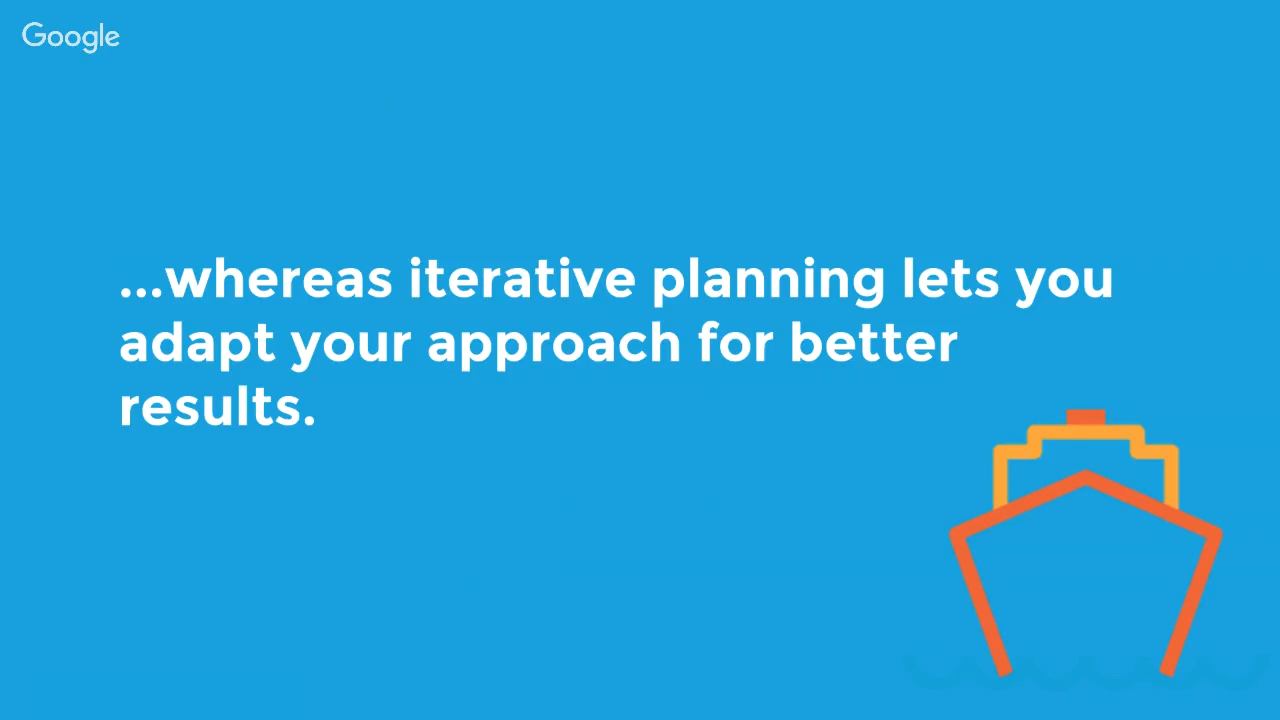 Google
...whereas iterative planning lets you
adapt your approach for better
results.